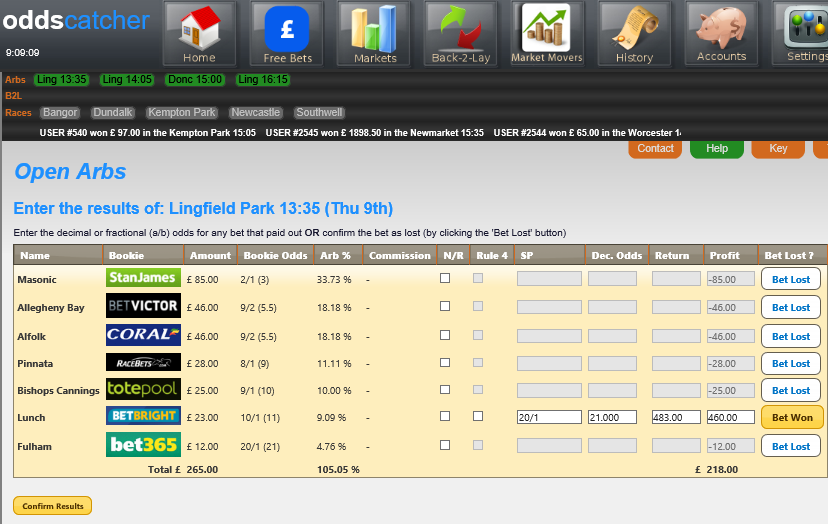 oddscatcher
9:09:09
Home
£
Free Bets
Markets
Back-2-Lay
Market Movers
History
Accounts
Settings
Arbs Ling 13:35 Ling 14:05 Donc 15:00 Ling 16:15
B2L
Races Bangor Dundalk Kempton Park Newcastle Southwell
USER #540 won £ 97.00 in the Kempton Park 15:05 USER #2545 won £ 1898.50 in the Newmarket 15:35 USER #2544 won £ 65.00 in the Worcester
Contact Help Key
Open Arbs
Enter the results of: Lingfield Park 13:35 (Thu 9th)
Enter the decimal or fractional (a/b) odds for any bet that paid out OR confirm the bet as lost (by clicking the 'Bet Lost' button)
Name Bookie Amount Bookie Odds Arb % Commission N/R Rule 4 SP Dec. Odds Return Profit Bet Lost ?
Masonic StanJames £ 85.00 2/1 (3) 33.73 % - -85.00 Bet Lost
Allegheny Bay BETVICTOR £ 46.00 9/2 (5.5) 18.18 % - -46.00 Bet Lost
Alfolk CORAL £ 46.00 9/2 (5.5) 18.18 % - -46.00 Bet Lost
Pinnata RACEBETS £ 28.00 8/1 (9) 11.11 % - -28.00 Bet Lost
Bishops Cannings totepool £ 25.00 9/1 (10) 10.00 % - -25.00 Bet Lost
Lunch BETBRIGHT £ 23.00 10/1 (11) 9.09 % - 20/1 21.000 483.00 460.00 Bet Won
Fulham bet365 £ 12.00 20/1 (21) 4.76 % - -12.00 Bet Lost
Total £ 265.00 105.05 % £ 218.00
Confirm Results